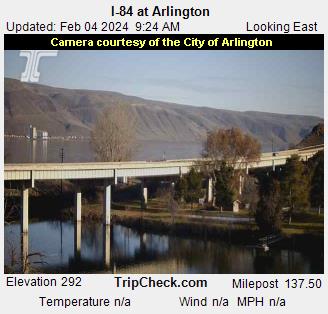 I-84 at Arlington
Updated: Feb 04 2024 9:24 AM Looking East
Camera courtesy of the City of Arlington
Elevation 292 TripCheck.com Milepost 137.50
Temperature n/a Wind n/a MPH n/a